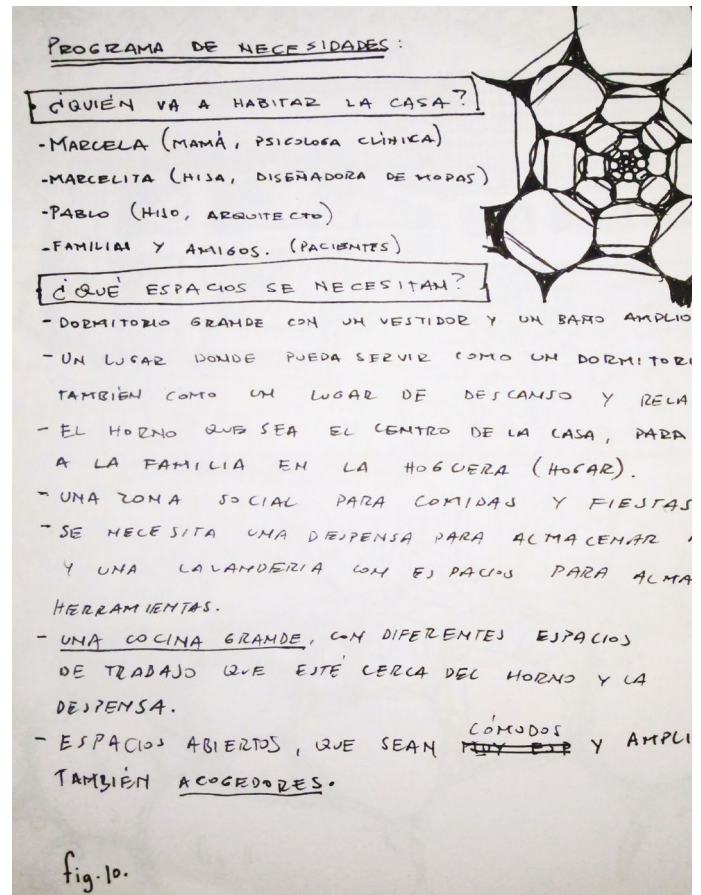 PROGRAMA DE NECESIDADES:
¿QUIÉN VA A HABITAR LA CASA?
-MARCELA (MAMÁ, PSICOLOGA CLÍNICA)
-MARCELITA (HIJA, DISEÑADORA DE MODAS)
-PABLO (HIJO, ARQUITECTO)
-FAMILIAS Y AMIGOS. (PACIENTES)
¿QUÉ ESPACIOS SE NECESITAN?
- DORMITORIO GRANDE CON UN VESTIDOR Y UN BAÑO AMPLIO
- UN LUGAR DONDE PUEDA SERVIR COMO UN DORMITORI
TAMBIÉN COMO UN LUGAR DE DESCANSO Y RELA
- EL HORNO QUE SEA EL CENTRO DE LA CASA, PARA
A LA FAMILIA EN LA HOGUERA (HOGAR).
- UNA ZONA SOCIAL PARA COMIDAS Y FIESTAS
- SE NECESITA UNA DESPENSA PARA ALMACENAR
Y UNA LAVANDERIA CON ESPACIOS PARA ALMA
HERRAMIENTAS.
- UNA COCINA GRANDE, CON DIFERENTES ESPACIOS
DE TRABAJO QUE ESTÉ CERCA DEL HORNO Y LA
DESPENSA.
- ESPACIOS ABIERTOS, QUE SEAN CÓMODOS Y AMPLI
TAMBIÉN ACOGEDORES.
fig.10.